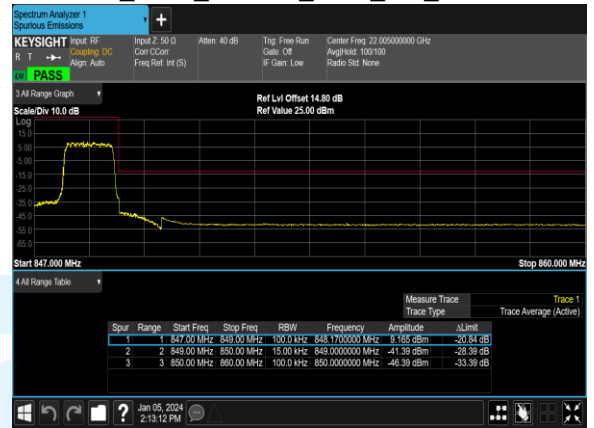 Spectrum Analyzer 1
Spurious Emissions
KEYSIGHT Input: RF Input Z: 50 Ω Atten: 40 dB Trig: Free Run Center Freq: 22.005000000 GHz
R T Coupling: DC Corr CCorr Gate: Off Avg|Hold: 100/100
Align: Auto Freq Ref: Int (S) IF Gain: Low Radio Std: None
PASS
3 All Range Graph
Ref Lvl Offset 14.80 dB
Scale/Div 10.0 dB Ref Value 25.00 dBm
Log
15.0
5.00
-5.00
-15.0
-25.0
-35.0
-45.0
-55.0
-65.0
Start 847.000 MHz Stop 860.000 MHz
4 All Range Table
Measure Trace Trace 1
Trace Type Trace Average (Active)
Spur Range Start Freq Stop Freq RBW Frequency Amplitude ΔLimit
1 1 847.00 MHz 849.00 MHz 100.0 kHz 848.1700000 MHz 9.165 dBm -20.84 dB
2 2 849.00 MHz 850.00 MHz 15.00 kHz 849.0000000 MHz -41.39 dBm -28.39 dB
3 3 850.00 MHz 860.00 MHz 100.0 kHz 850.0000000 MHz -46.39 dBm -33.39 dB
? Jan 05, 2024
2:13:12 PM